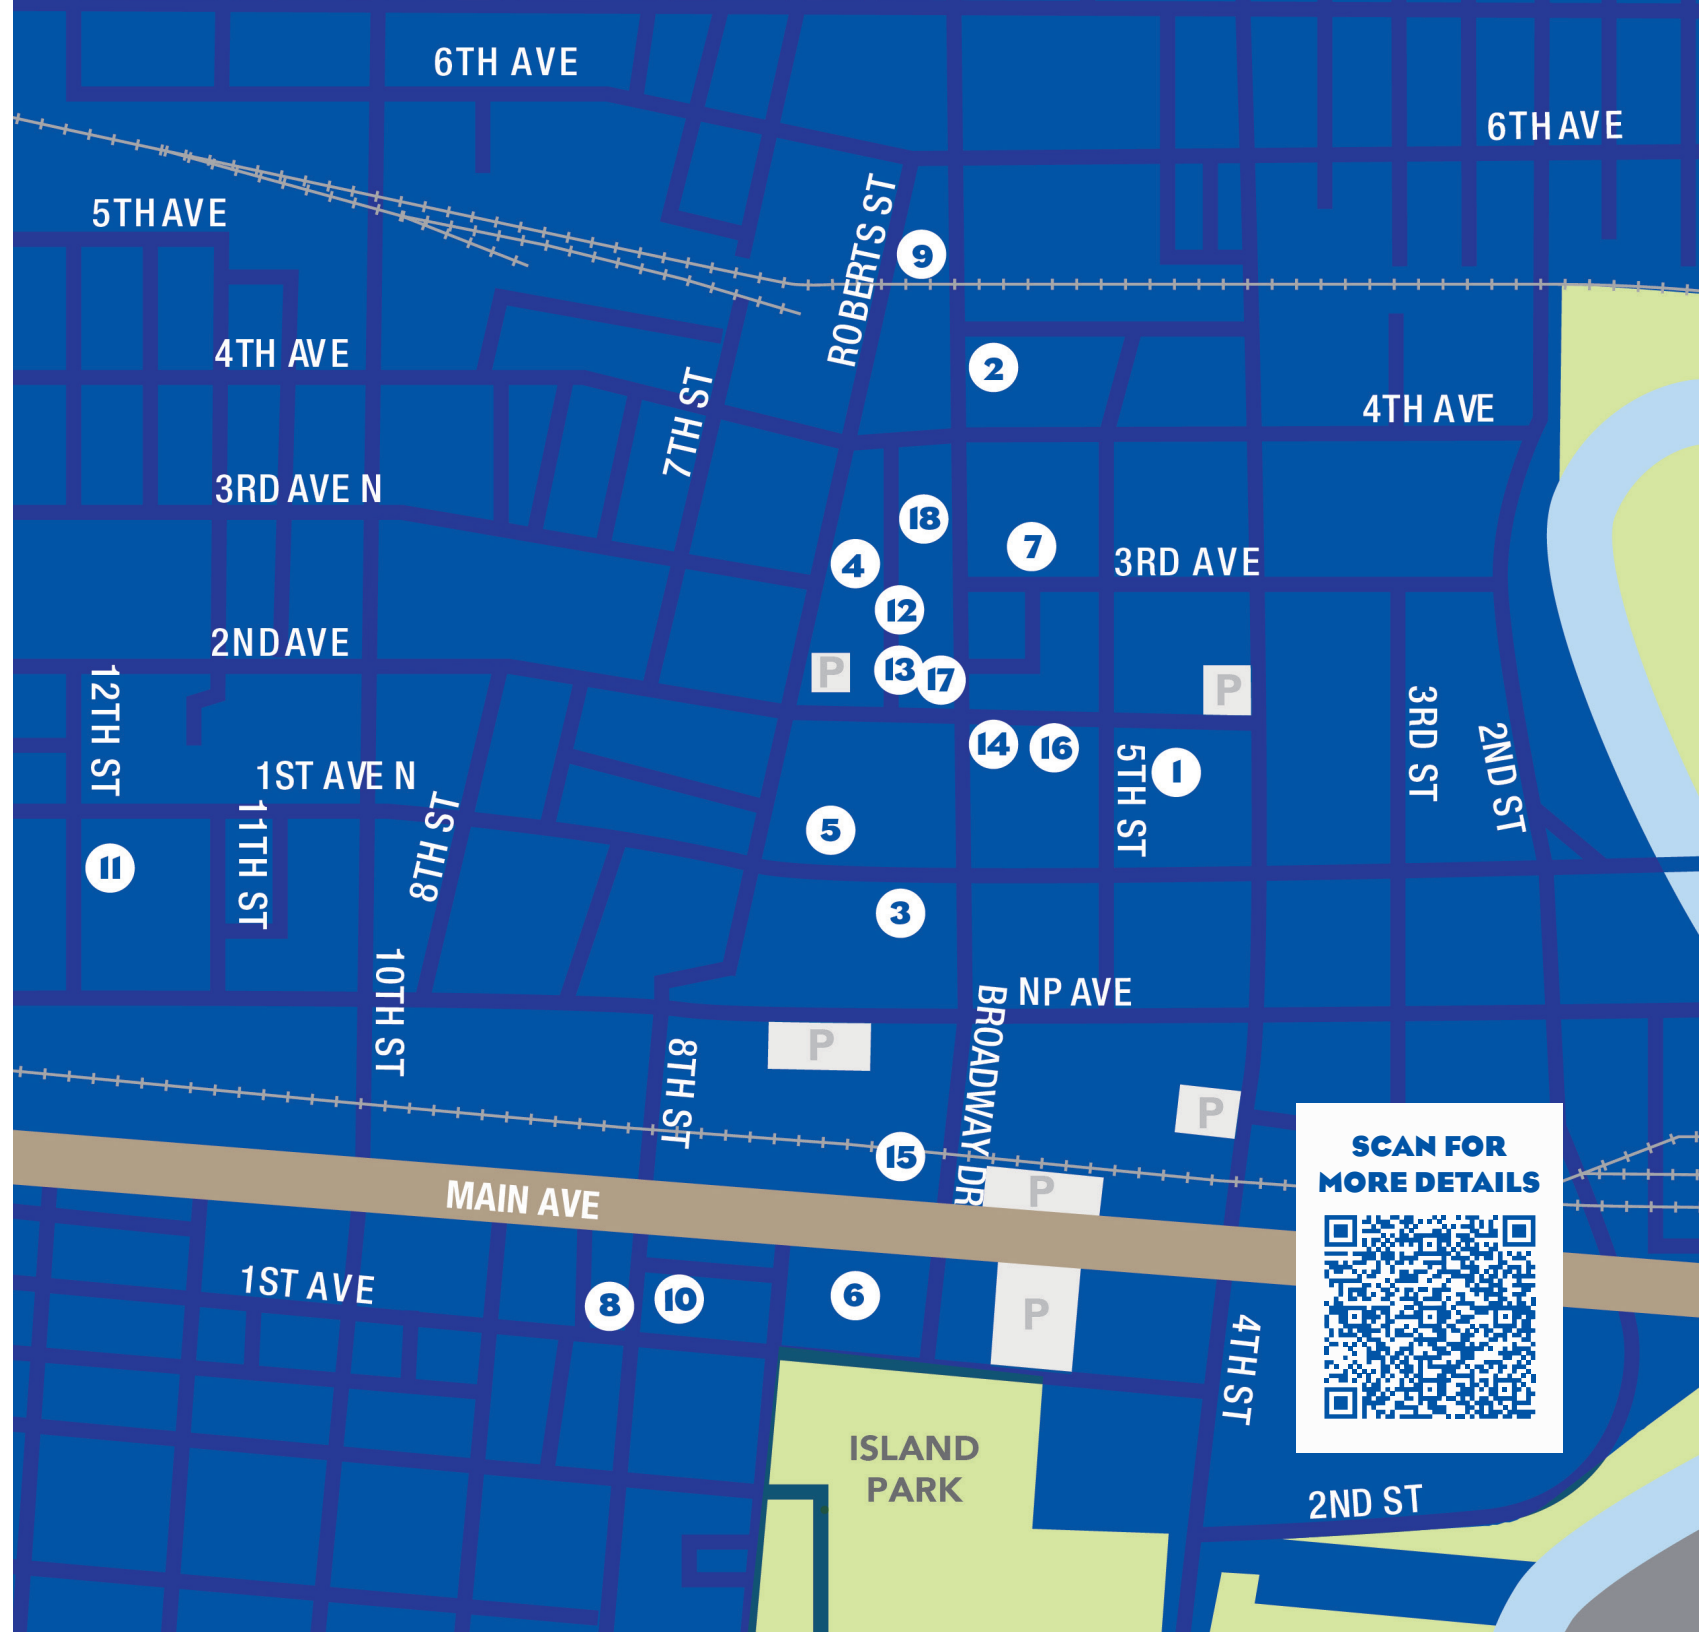 6TH AVE
6TH AVE
ROBERTS ST
5TH AVE
9
4TH AVE
2
7TH ST
4TH AVE
3RD AVE N
18
7
4
3RD AVE
12
2ND AVE
P
13
17
P
12TH ST
3RD ST
2ND ST
14
16
5TH ST
1
1ST AVE N
11TH ST
8TH ST
5
11
3
10TH ST
NP AVE
BROADWAY DR
P
8TH ST
P
15
P
SCAN FOR
MORE DETAILS
MAIN AVE
1ST AVE
8
10
6
P
4TH ST
ISLAND
PARK
2ND ST